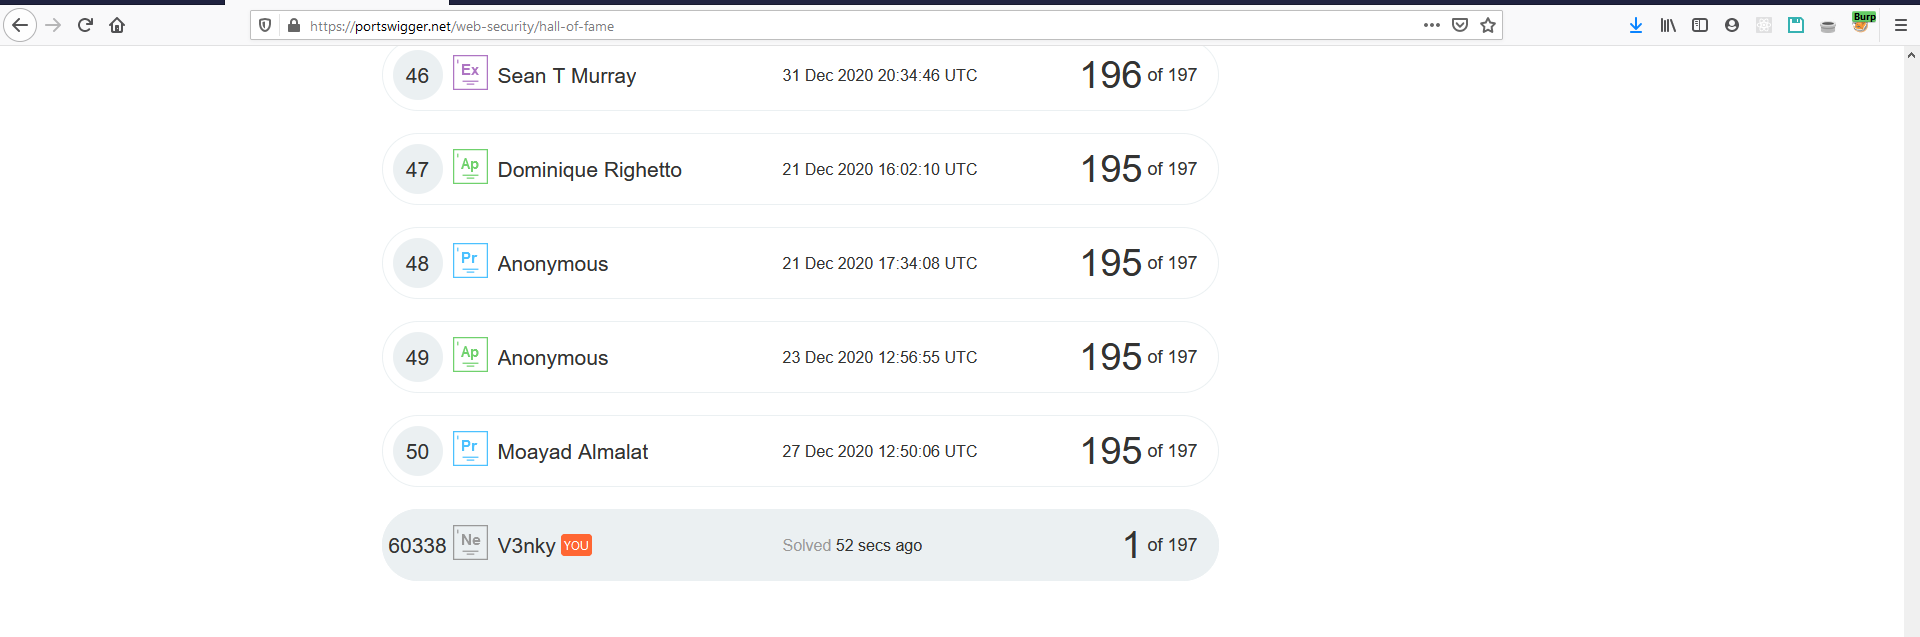 https://portswigger.net/web-security/hall-of-fame
Burp
46 Ex Sean T Murray 31 Dec 2020 20:34:46 UTC 196 of 197
47 Ap Dominique Righetto 21 Dec 2020 16:02:10 UTC 195 of 197
48 Pr Anonymous 21 Dec 2020 17:34:08 UTC 195 of 197
49 Ap Anonymous 23 Dec 2020 12:56:55 UTC 195 of 197
50 Pr Moayad Almalat 27 Dec 2020 12:50:06 UTC 195 of 197
60338 Ne V3nky YOU Solved 52 secs ago 1 of 197